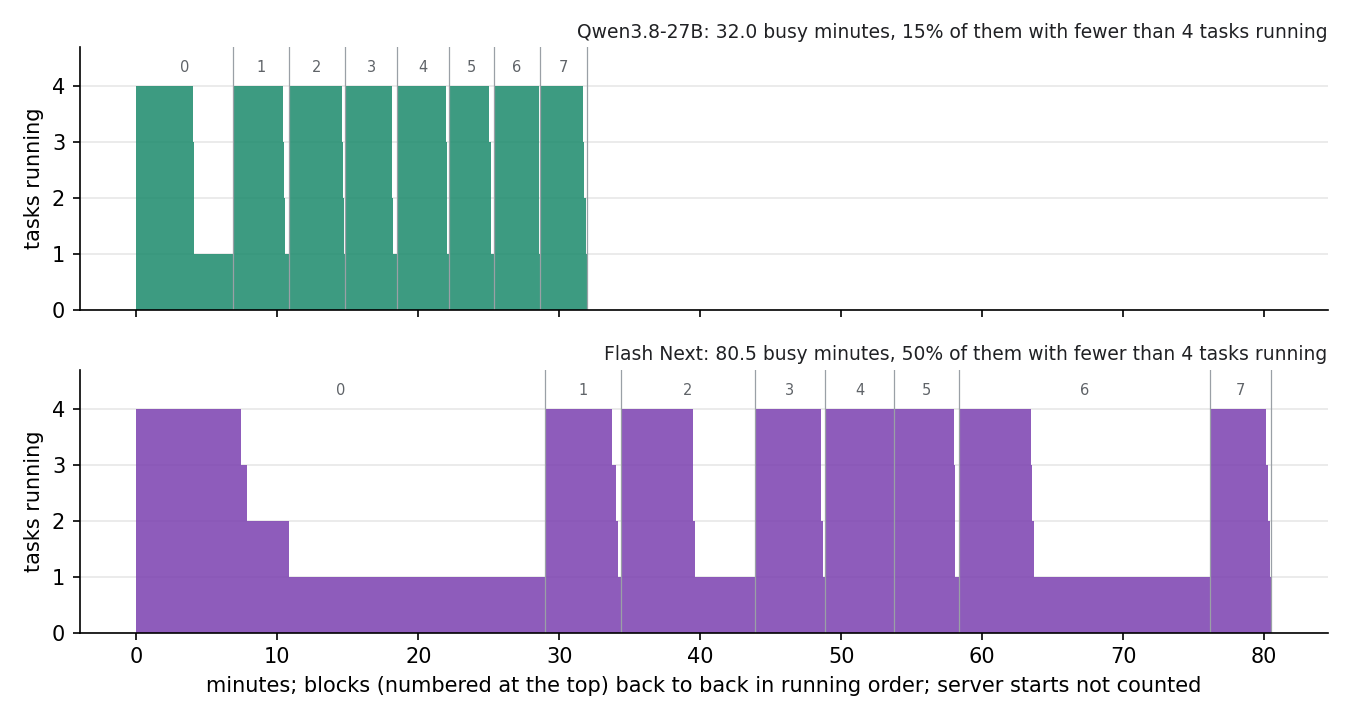 Qwen3.8-27B: 32.0 busy minutes, 15% of them with fewer than 4 tasks running
0 1 2 3 4 5 6 7
4
3
2
1
0
tasks running
Flash Next: 80.5 busy minutes, 50% of them with fewer than 4 tasks running
0 1 2 3 4 5 6 7
4
3
2
1
0
tasks running
0 10 20 30 40 50 60 70 80
minutes; blocks (numbered at the top) back to back in running order; server starts not counted